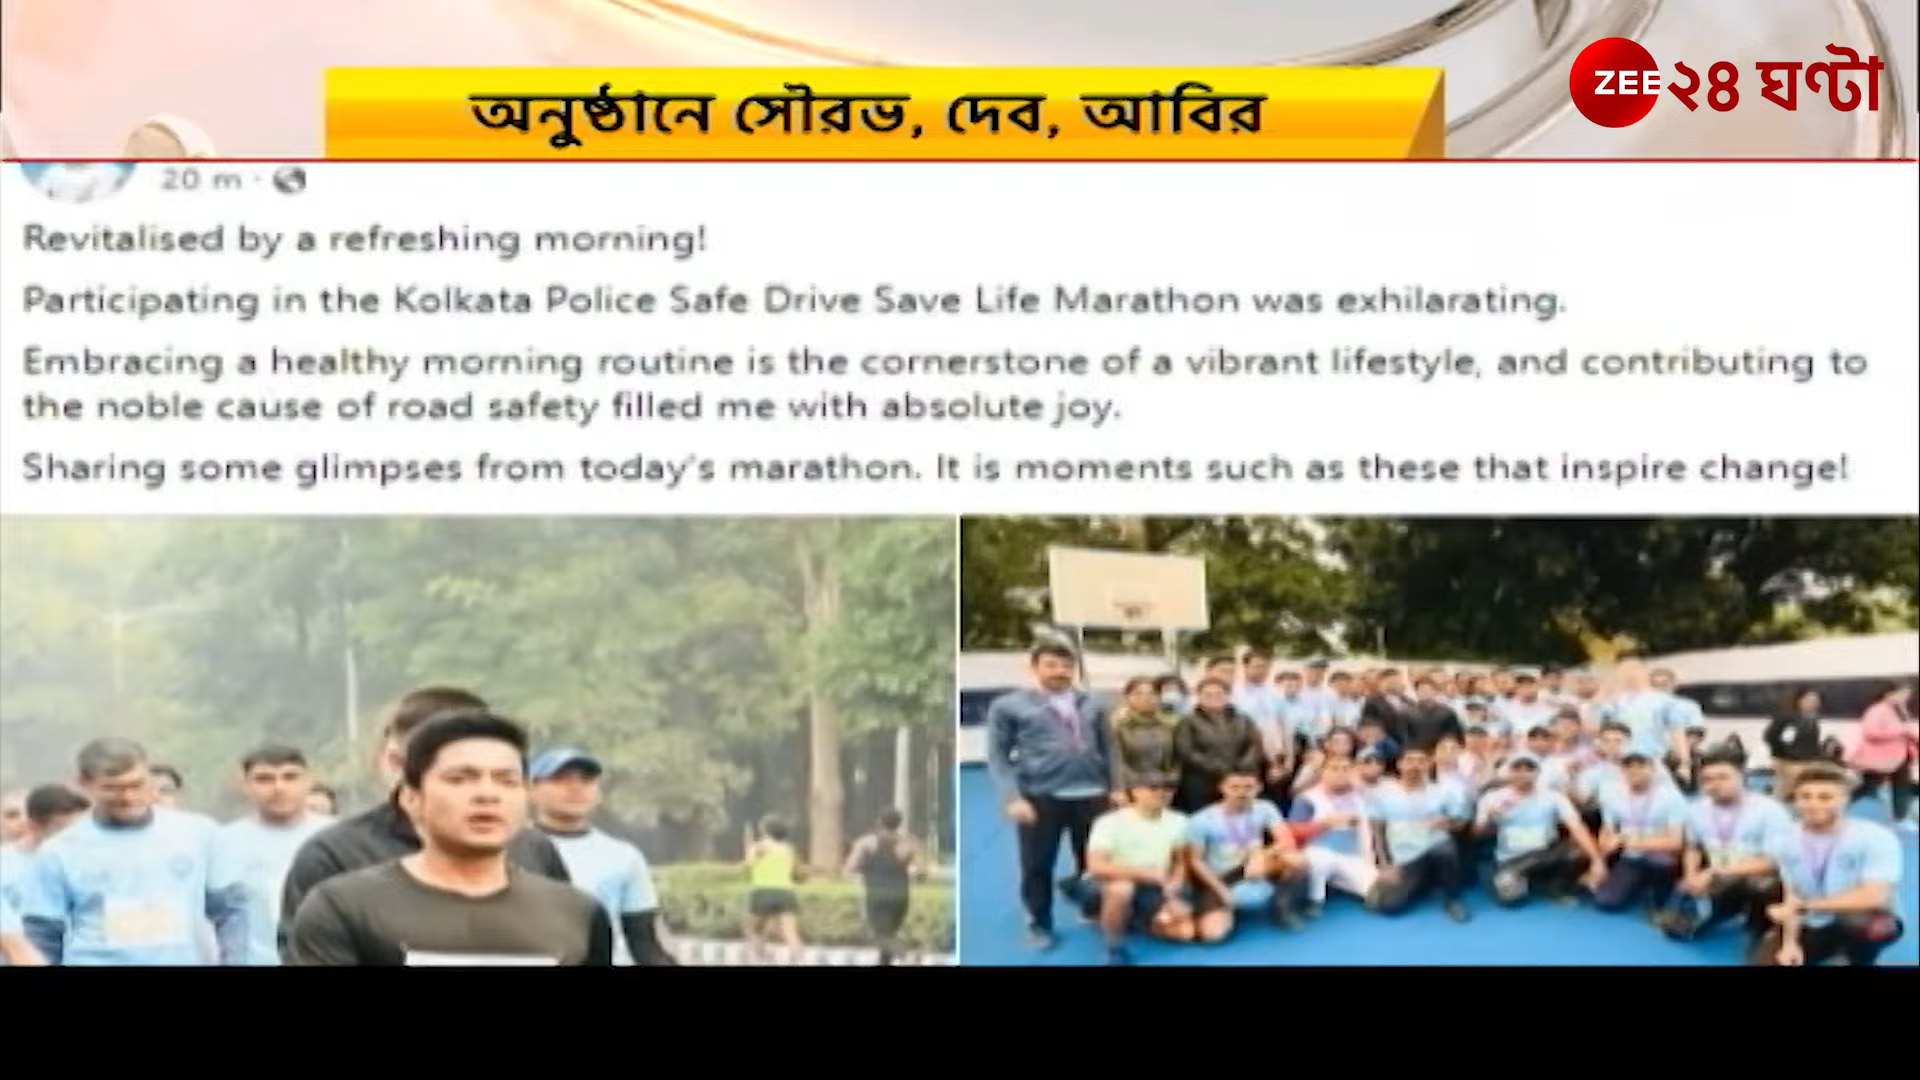 অনুষ্ঠানে সৌরভ, দেব, আবির
ZEE ২৪ ঘণ্টা
20 m ·
Revitalised by a refreshing morning!
Participating in the Kolkata Police Safe Drive Save Life Marathon was exhilarating.
Embracing a healthy morning routine is the cornerstone of a vibrant lifestyle, and contributing to
the noble cause of road safety filled me with absolute joy.
Sharing some glimpses from today's marathon. It is moments such as these that inspire change!